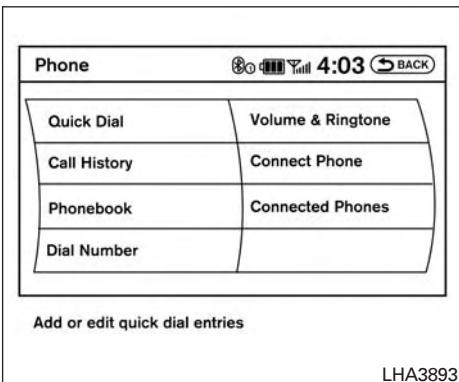 Phone 4:03 BACK
Quick Dial Volume & Ringtone
Call History Connect Phone
Phonebook Connected Phones
Dial Number
Add or edit quick dial entries
LHA3893